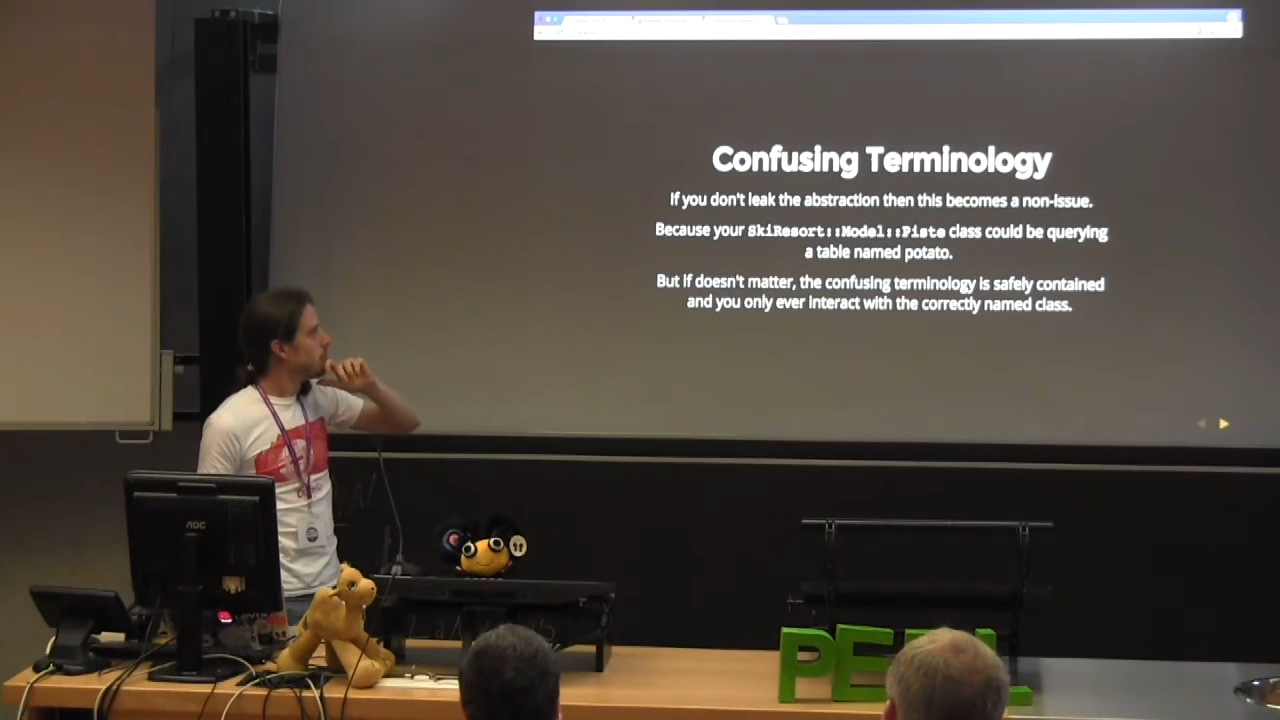 Confusing Terminology
If you don't leak the abstraction then this becomes a non-issue.
Because your SkiResort::Model::Piste class could be querying
a table named potato.
But if doesn't matter, the confusing terminology is safely contained
and you only ever interact with the correctly named class.
AOC